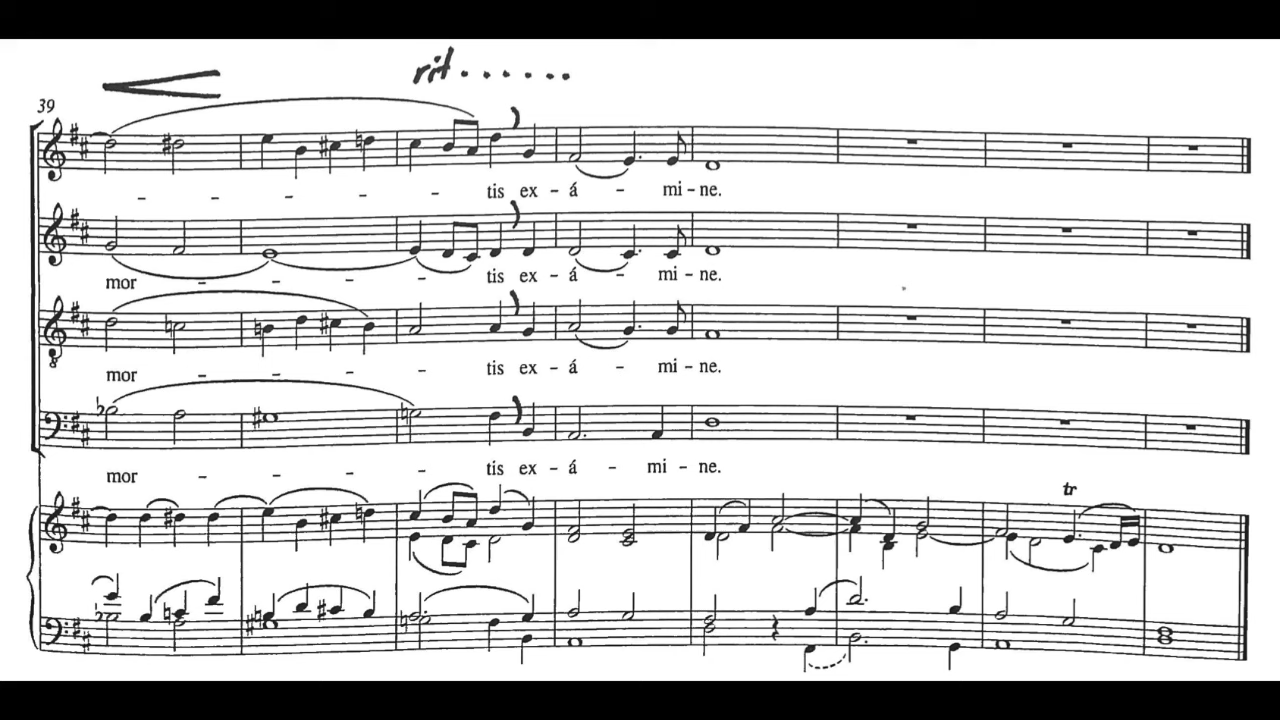 rit......
39
- - - - - tis ex - á - mi - ne.
mor - - - - tis ex - á - mi - ne.
8
mor - - - - tis ex - á - mi - ne.
mor - - - - tis ex - á - mi - ne.
tr